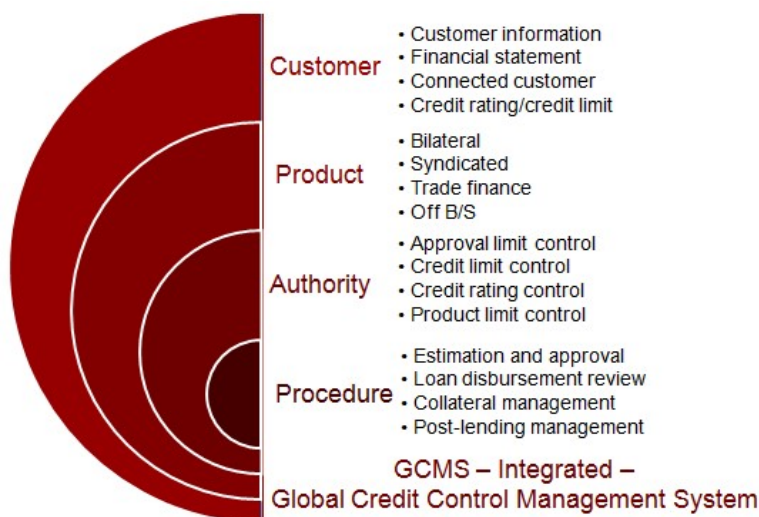 Customer
• Customer information
• Financial statement
• Connected customer
• Credit rating/credit limit
Product
• Bilateral
• Syndicated
• Trade finance
• Off B/S
Authority
• Approval limit control
• Credit limit control
• Credit rating control
• Product limit control
Procedure
• Estimation and approval
• Loan disbursement review
• Collateral management
• Post-lending management
GCMS – Integrated –
Global Credit Control Management System